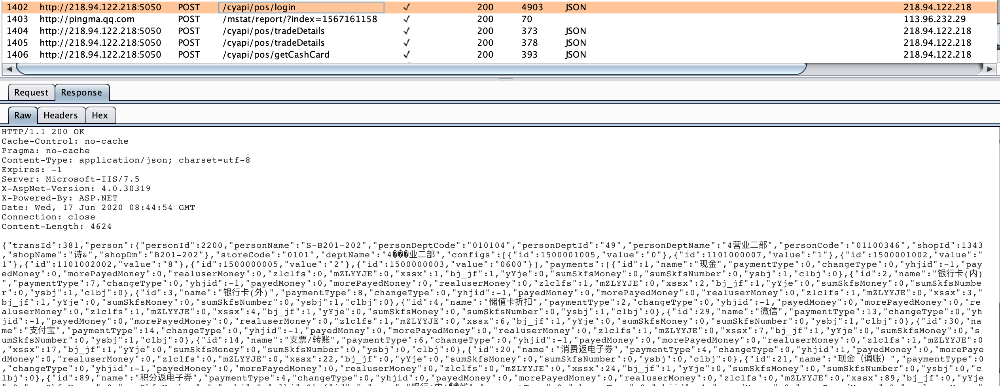 1402 http://218.94.122.218:5050 POST /cyapi/pos/login ✓ 200 4903 JSON 218.94.122.218
1403 http://pingma.qq.com POST /mstat/report/?index=1567161158 ✓ 200 70 113.96.232.29
1404 http://218.94.122.218:5050 POST /cyapi/pos/tradeDetails ✓ 200 373 JSON 218.94.122.218
1405 http://218.94.122.218:5050 POST /cyapi/pos/tradeDetails ✓ 200 378 JSON 218.94.122.218
1406 http://218.94.122.218:5050 POST /cyapi/pos/getCashCard ✓ 200 393 JSON 218.94.122.218
Request Response
Raw Headers Hex
HTTP/1.1 200 OK
Cache-Control: no-cache
Pragma: no-cache
Content-Type: application/json; charset=utf-8
Expires: -1
Server: Microsoft-IIS/7.5
X-AspNet-Version: 4.0.30319
X-Powered-By: ASP.NET
Date: Wed, 17 Jun 2020 08:44:54 GMT
Connection: close
Content-Length: 4624
{"transId":381,"person":{"personId":2200,"personName":"S-B201-202","personDeptCode":"010104","personDeptId":"49","personDeptName":"4营业二部","personCode":"01100346","shopId":1343
,"shopName":"诗&","shopDm":"B201-202"},"storeCode":"0101","deptName":"4���业二部","configs":[{"id":1500001005,"value":"0"},{"id":1101000007,"value":"1"},{"id":1500001002,"value":"
1"},{"id":1101002002,"value":"8"},{"id":1500000005,"value":"2"},{"id":1500000003,"value":"0600"}],"payments":[{"id":1,"name":"现金","paymentType":0,"changeType":0,"yhjid":-1,"pay
edMoney":0,"morePayedMoney":0,"realuserMoney":0,"zlclfs":0,"mZLYYJE":0,"xssx":1,"bj_jf":1,"yYje":0,"sumSkfsMoney":0,"sumSkfsNumber":0,"ysbj":1,"clbj":0},{"id":2,"name":"银行卡(内)
","paymentType":7,"changeType":0,"yhjid":-1,"payedMoney":0,"morePayedMoney":0,"realuserMoney":0,"zlclfs":1,"mZLYYJE":0,"xssx":2,"bj_jf":1,"yYje":0,"sumSkfsMoney":0,"sumSkfsNumbe
r":0,"ysbj":1,"clbj":0},{"id":3,"name":"银行卡(外)","paymentType":8,"changeType":0,"yhjid":-1,"payedMoney":0,"morePayedMoney":0,"realuserMoney":0,"zlclfs":1,"mZLYYJE":0,"xssx":3,"
bj_jf":1,"yYje":0,"sumSkfsMoney":0,"sumSkfsNumber":0,"ysbj":1,"clbj":0},{"id":4,"name":"储值卡折扣","paymentType":2,"changeType":0,"yhjid":-1,"payedMoney":0,"morePayedMoney":0,"re
aluserMoney":0,"zlclfs":1,"mZLYYJE":0,"xssx":4,"bj_jf":1,"yYje":0,"sumSkfsMoney":0,"sumSkfsNumber":0,"ysbj":1,"clbj":0},{"id":29,"name":"微信","paymentType":13,"changeType":0,"yh
jid":-1,"payedMoney":0,"morePayedMoney":0,"realuserMoney":0,"zlclfs":1,"mZLYYJE":0,"xssx":6,"bj_jf":1,"yYje":0,"sumSkfsMoney":0,"sumSkfsNumber":0,"ysbj":1,"clbj":0},{"id":30,"na
me":"支付宝","paymentType":14,"changeType":0,"yhjid":-1,"payedMoney":0,"morePayedMoney":0,"realuserMoney":0,"zlclfs":1,"mZLYYJE":0,"xssx":7,"bj_jf":1,"yYje":0,"sumSkfsMoney":0,"s
umSkfsNumber":0,"ysbj":1,"clbj":0},{"id":14,"name":"支票/转账","paymentType":6,"changeType":0,"yhjid":-1,"payedMoney":0,"morePayedMoney":0,"realuserMoney":0,"zlclfs":1,"mZLYYJE":0
,"xssx":17,"bj_jf":1,"yYje":0,"sumSkfsMoney":0,"sumSkfsNumber":0,"ysbj":0,"clbj":0},{"id":20,"name":"消费返电子券","paymentType":4,"changeType":0,"yhjid":1,"payedMoney":0,"morePaye
dMoney":0,"realuserMoney":0,"zlclfs":0,"mZLYYJE":0,"xssx":22,"bj_jf":0,"yYje":0,"sumSkfsMoney":0,"sumSkfsNumber":0,"ysbj":0,"clbj":0},{"id":21,"name":"现金（调账）","paymentType":0
,"changeType":0,"yhjid":-1,"payedMoney":0,"morePayedMoney":0,"realuserMoney":0,"zlclfs":0,"mZLYYJE":0,"xssx":24,"bj_jf":1,"yYje":0,"sumSkfsMoney":0,"sumSkfsNumber":0,"ysbj":0,"c
lbj":0},{"id":89,"name":"积分返电子券","paymentType":4,"changeType":0,"yhjid":0,"payedMoney":0,"morePayedMoney":0,"realuserMoney":0,"zlclfs":0,"mZLYYJE":0,"xssx":89,"bj_jf":0,"yYje